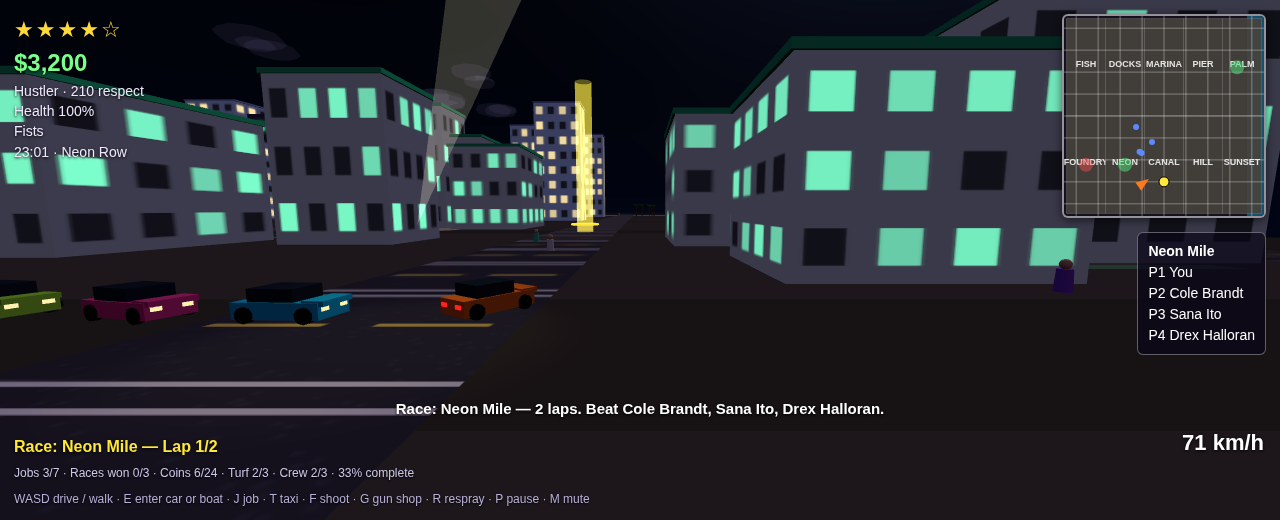 ★★★★☆
$3,200
Hustler · 210 respect
Health 100%
Fists
23:01 · Neon Row
FISH DOCKS MARINA PIER PALM
FOUNDRY NEON CANAL HILL SUNSET
Neon Mile
P1 You
P2 Cole Brandt
P3 Sana Ito
P4 Drex Halloran
Race: Neon Mile — 2 laps. Beat Cole Brandt, Sana Ito, Drex Halloran.
Race: Neon Mile — Lap 1/2
71 km/h
Jobs 3/7 · Races won 0/3 · Coins 6/24 · Turf 2/3 · Crew 2/3 · 33% complete
WASD drive / walk · E enter car or boat · J job · T taxi · F shoot · G gun shop · R respray · P pause · M mute